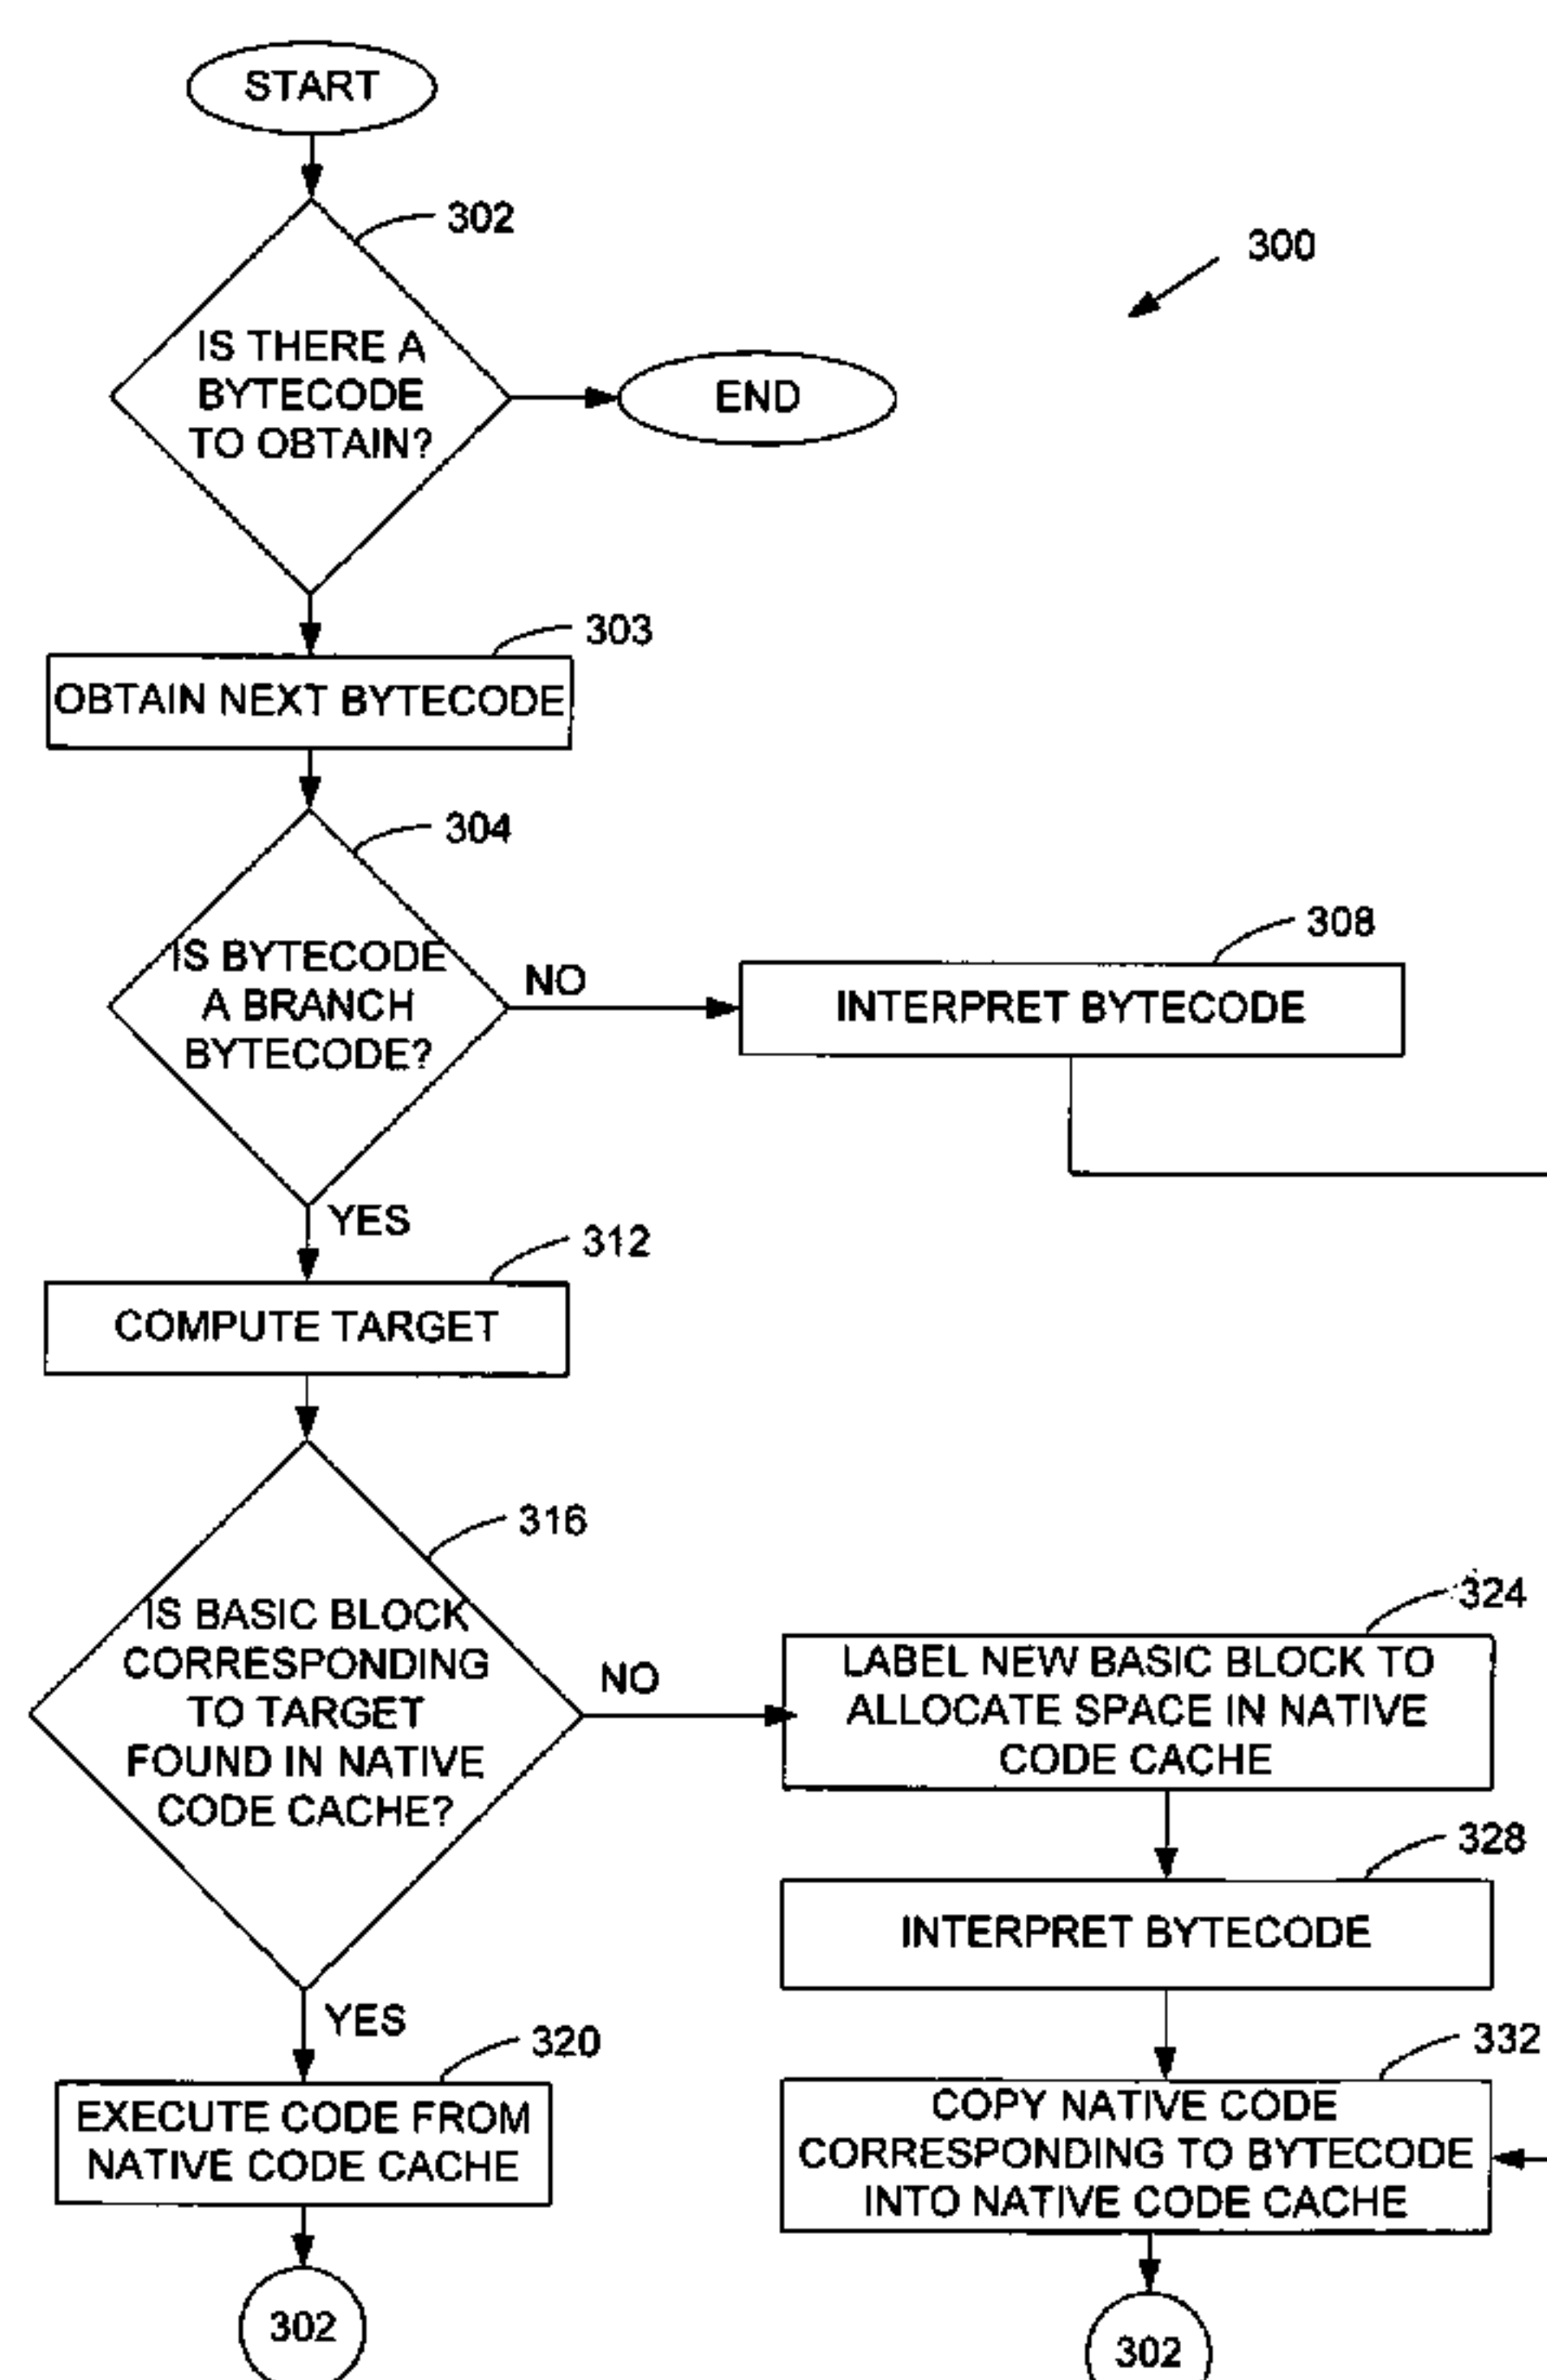 START
302
300
IS THERE A
BYTECODE
TO OBTAIN?
END
303
OBTAIN NEXT BYTECODE
304
IS BYTECODE
A BRANCH
BYTECODE?
NO
308
INTERPRET BYTECODE
YES
312
COMPUTE TARGET
316
IS BASIC BLOCK
CORRESPONDING
TO TARGET
FOUND IN NATIVE
CODE CACHE?
NO
324
LABEL NEW BASIC BLOCK TO
ALLOCATE SPACE IN NATIVE
CODE CACHE
328
INTERPRET BYTECODE
YES
320
EXECUTE CODE FROM
NATIVE CODE CACHE
332
COPY NATIVE CODE
CORRESPONDING TO BYTECODE
INTO NATIVE CODE CACHE
302
302